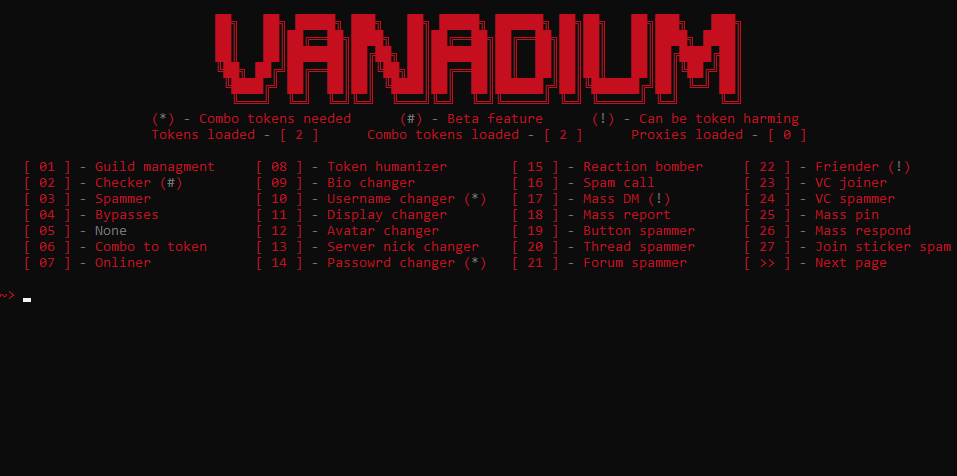 VANADIUM
(*) - Combo tokens needed (#) - Beta feature (!) - Can be token harming
Tokens loaded - [ 2 ] Combo tokens loaded - [ 2 ] Proxies loaded - [ 0 ]
[ 01 ] - Guild managment [ 08 ] - Token humanizer [ 15 ] - Reaction bomber [ 22 ] - Friender (!)
[ 02 ] - Checker (#) [ 09 ] - Bio changer [ 16 ] - Spam call [ 23 ] - VC joiner
[ 03 ] - Spammer [ 10 ] - Username changer (*) [ 17 ] - Mass DM (!) [ 24 ] - VC spammer
[ 04 ] - Bypasses [ 11 ] - Display changer [ 18 ] - Mass report [ 25 ] - Mass pin
[ 05 ] - None [ 12 ] - Avatar changer [ 19 ] - Button spammer [ 26 ] - Mass respond
[ 06 ] - Combo to token [ 13 ] - Server nick changer [ 20 ] - Thread spammer [ 27 ] - Join sticker spam
[ 07 ] - Onliner [ 14 ] - Passowrd changer (*) [ 21 ] - Forum spammer [ >> ] - Next page
~>